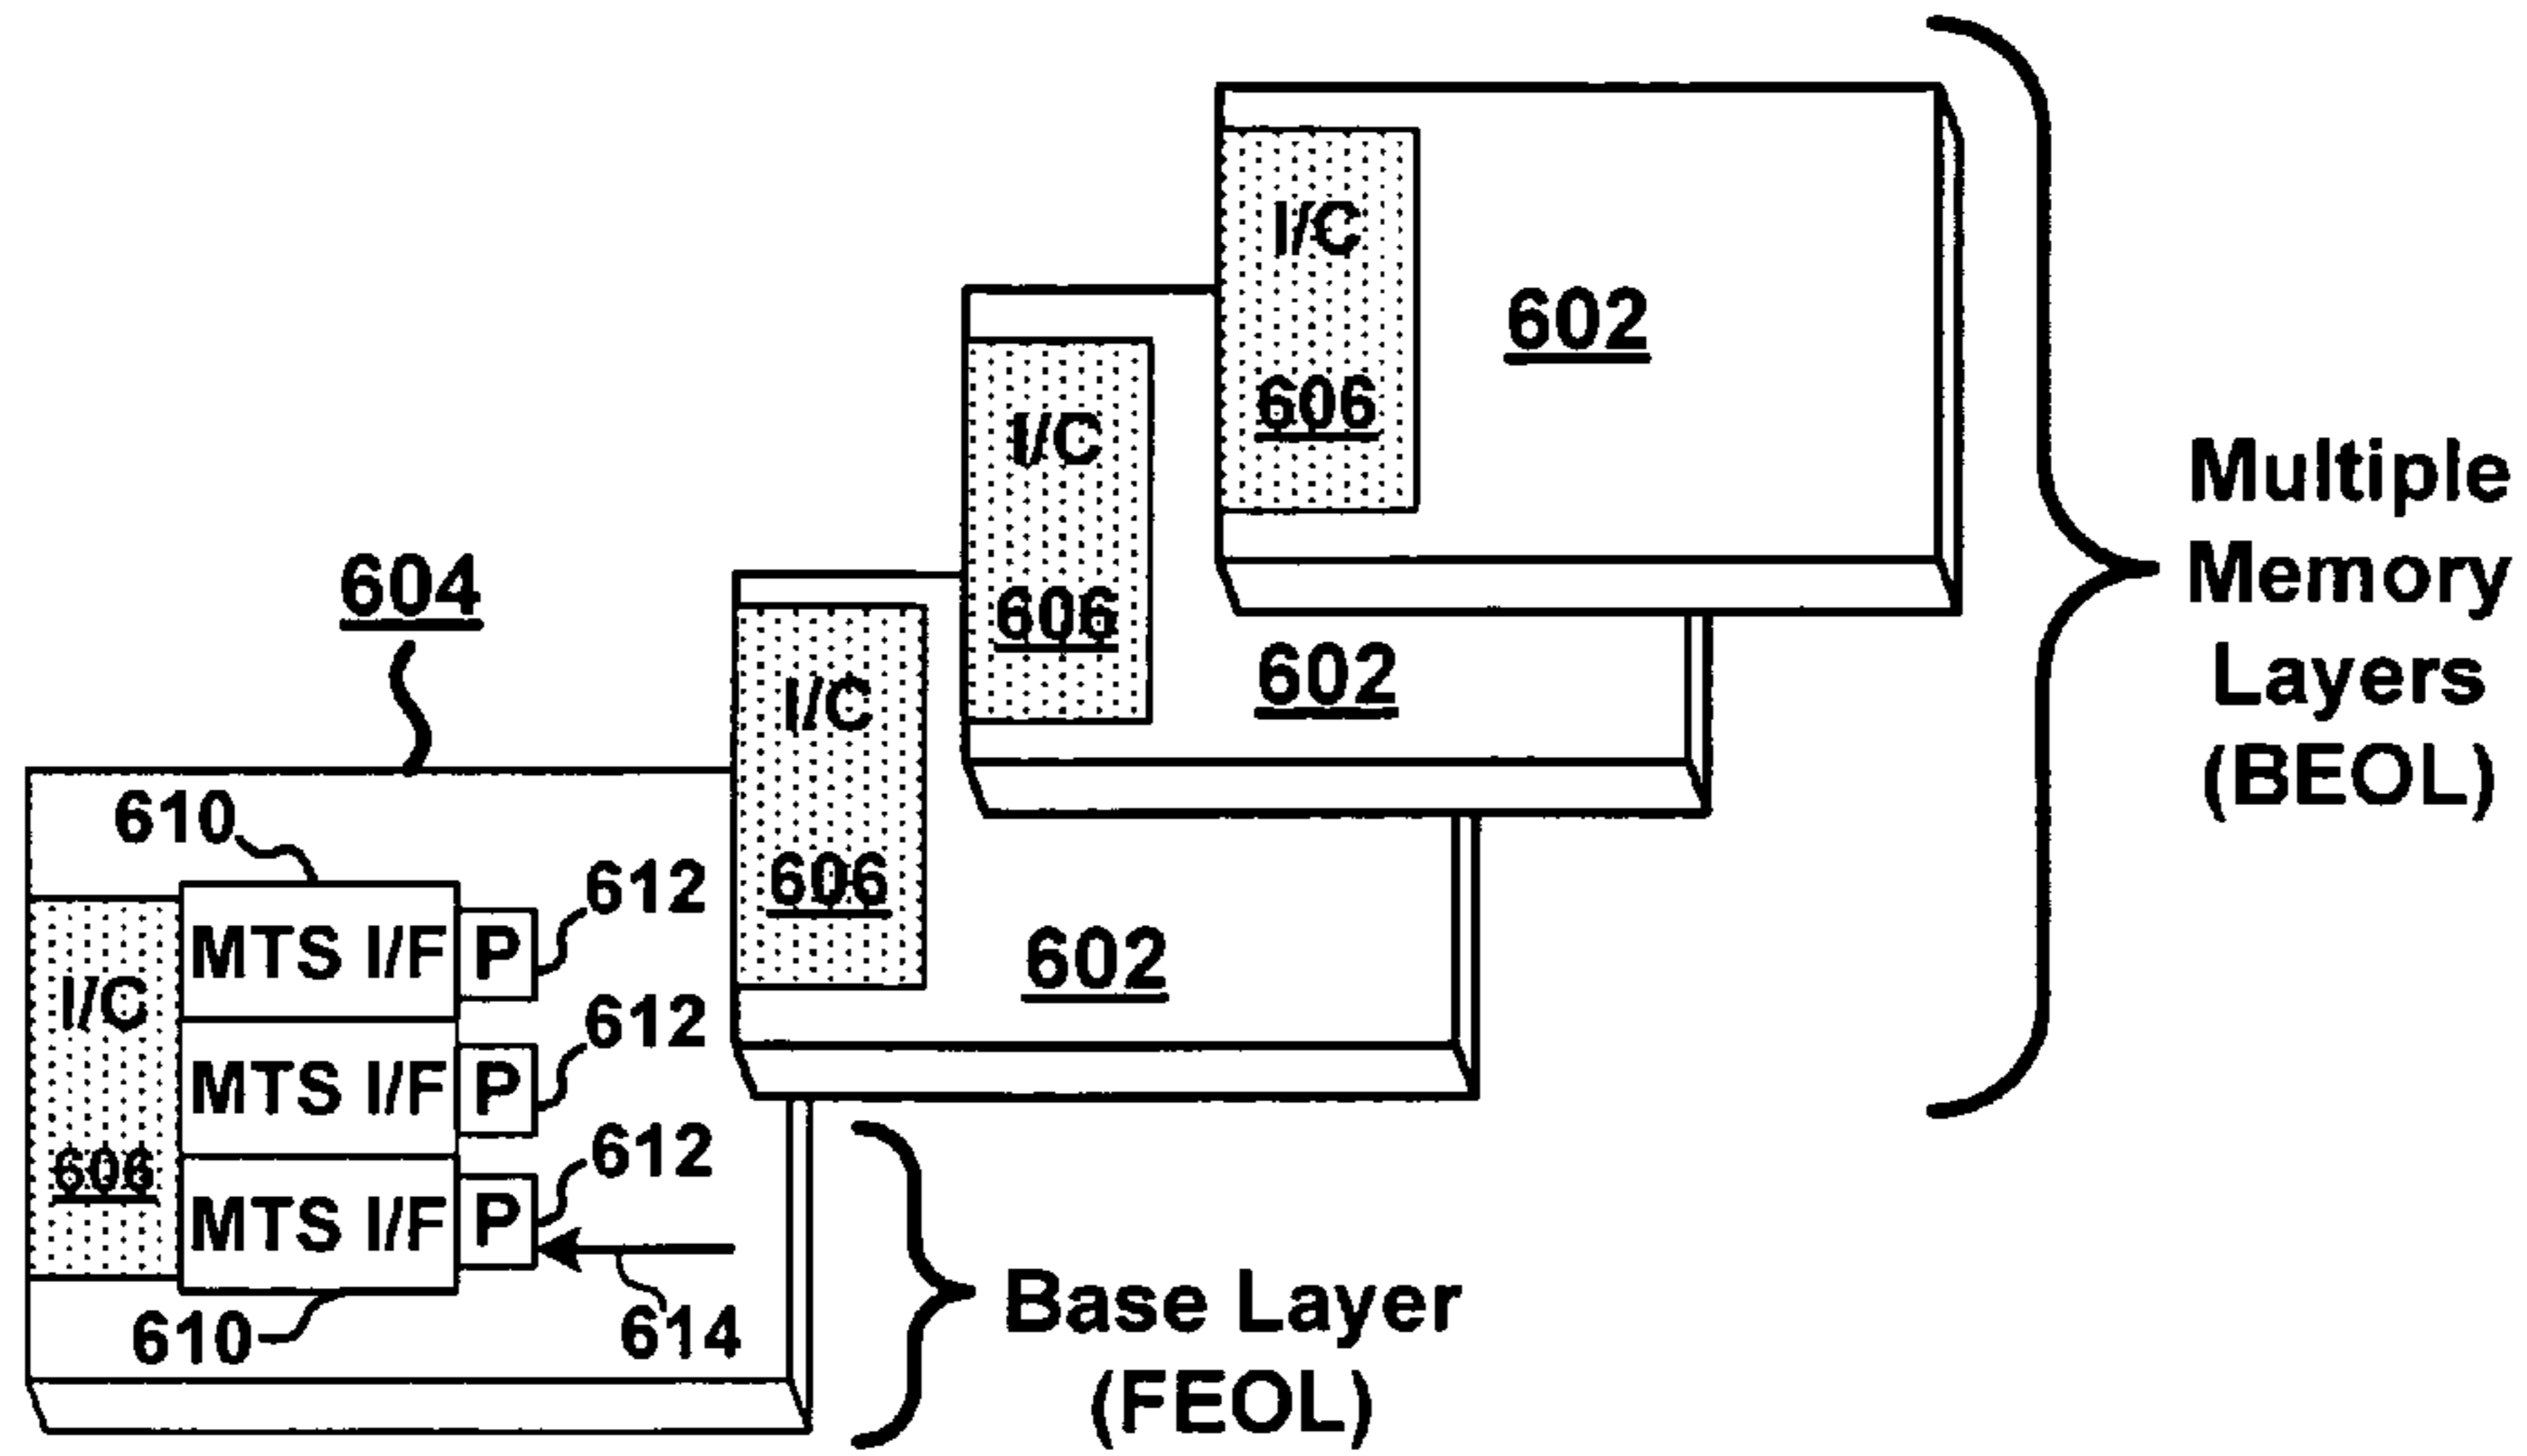 I/C
602
606
I/C
606
602
Multiple
Memory
Layers
(BEOL)
604
I/C
606
602
610
612
MTS I/F P
I/C
612
MTS I/F P
612
606
MTS I/F P
614
610
Base Layer
(FEOL)